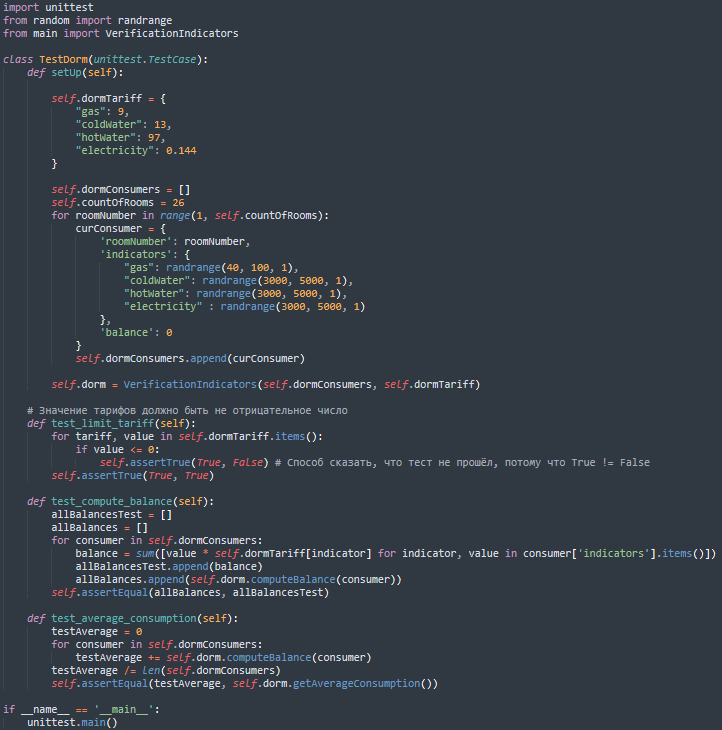 import unittest
from random import randrange
from main import VerificationIndicators
class TestDorm(unittest.TestCase):
def setUp(self):
self.dormTariff = {
"gas": 9,
"coldWater": 13,
"hotWater": 97,
"electricity": 0.144
}
self.dormConsumers = []
self.countOfRooms = 26
for roomNumber in range(1, self.countOfRooms):
curConsumer = {
'roomNumber': roomNumber,
'indicators': {
"gas": randrange(40, 100, 1),
"coldWater": randrange(3000, 5000, 1),
"hotWater": randrange(3000, 5000, 1),
"electricity" : randrange(3000, 5000, 1)
},
'balance': 0
}
self.dormConsumers.append(curConsumer)
self.dorm = VerificationIndicators(self.dormConsumers, self.dormTariff)
# Значение тарифов должно быть не отрицательное число
def test_limit_tariff(self):
for tariff, value in self.dormTariff.items():
if value <= 0:
self.assertTrue(True, False) # Способ сказать, что тест не прошёл, потому что True != False
self.assertTrue(True, True)
def test_compute_balance(self):
allBalancesTest = []
allBalances = []
for consumer in self.dormConsumers:
balance = sum([value * self.dormTariff[indicator] for indicator, value in consumer['indicators'].items()])
allBalancesTest.append(balance)
allBalances.append(self.dorm.computeBalance(consumer))
self.assertEqual(allBalances, allBalancesTest)
def test_average_consumption(self):
testAverage = 0
for consumer in self.dormConsumers:
testAverage += self.dorm.computeBalance(consumer)
testAverage /= len(self.dormConsumers)
self.assertEqual(testAverage, self.dorm.getAverageConsumption())
if __name__ == '__main__':
unittest.main()